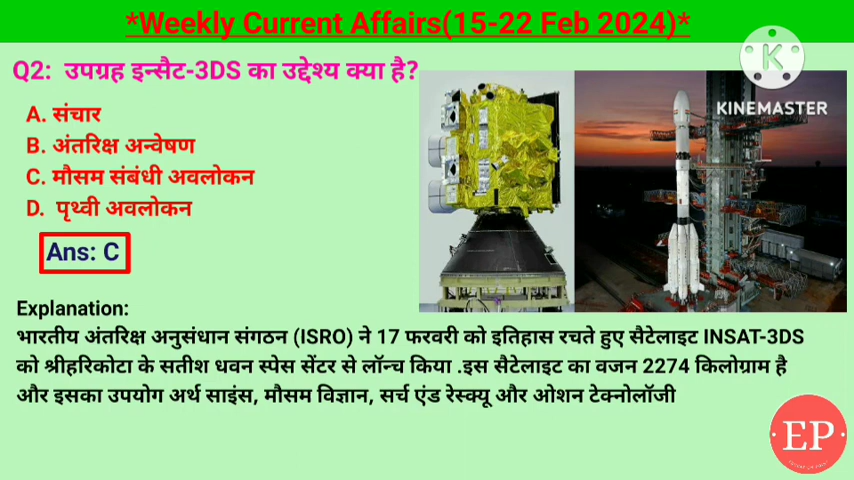 *Weekly Current Affairs(15-22 Feb 2024)*
Q2: उपग्रह इन्सैट-3DS का उद्देश्य क्या है?
KINEMASTER
A. संचार
B. अंतरिक्ष अन्वेषण
C. मौसम संबंधी अवलोकन
D. पृथ्वी अवलोकन
Ans: C
Explanation:
भारतीय अंतरिक्ष अनुसंधान संगठन (ISRO) ने 17 फरवरी को इतिहास रचते हुए सैटेलाइट INSAT-3DS
को श्रीहरिकोटा के सतीश धवन स्पेस सेंटर से लॉन्च किया .इस सैटेलाइट का वजन 2274 किलोग्राम है
और इसका उपयोग अर्थ साइंस, मौसम विज्ञान, सर्च एंड रेस्क्यू और ओशन टेक्नोलॉजी
EP